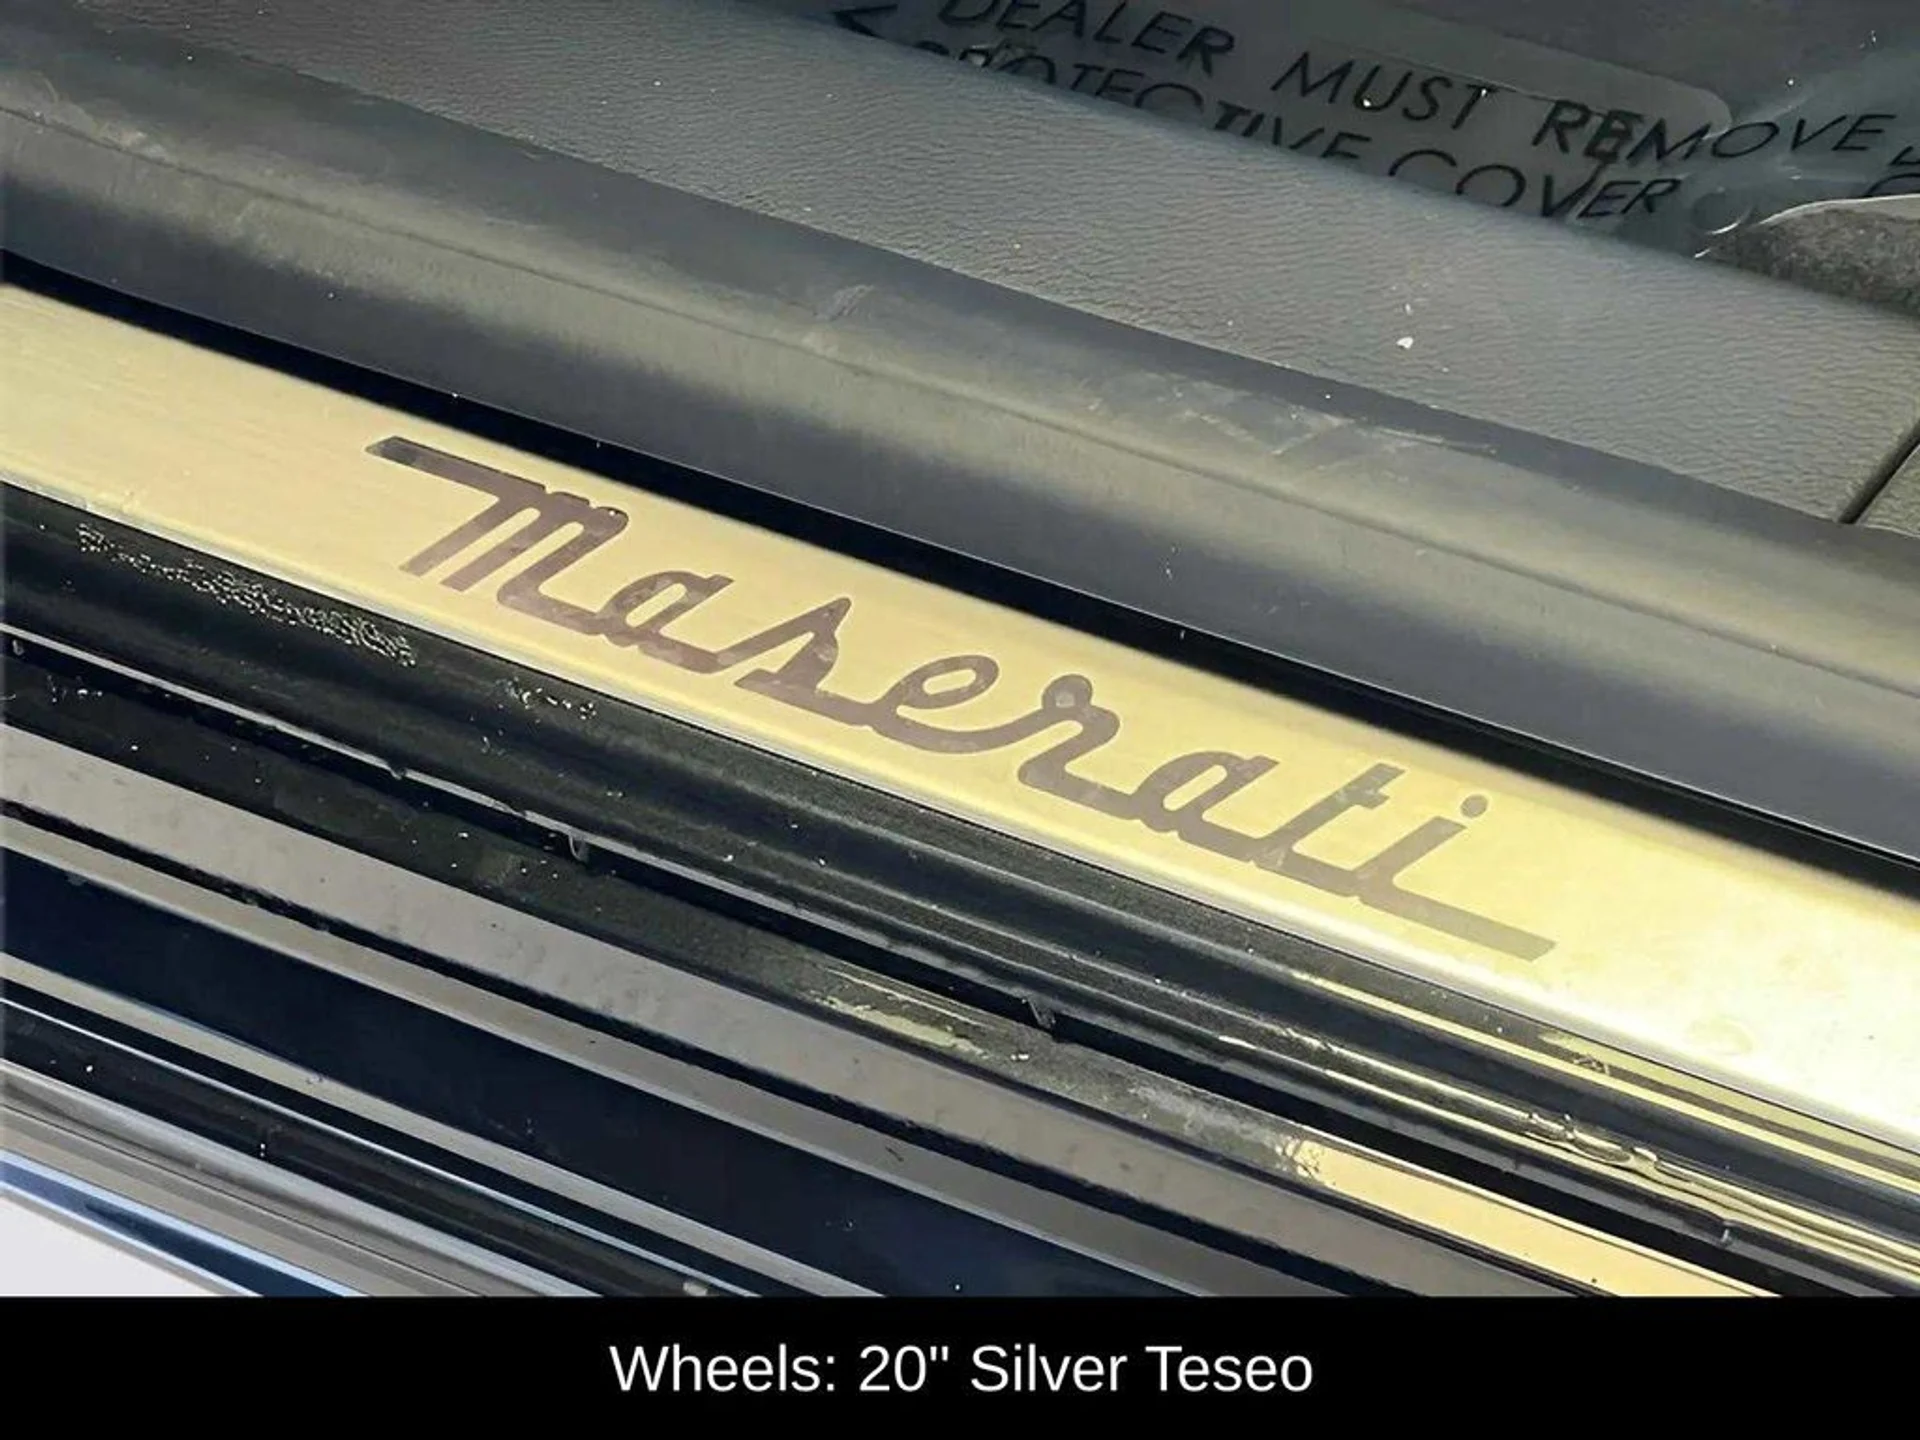 DEALER MUST REMOVE
PROTECTIVE COVER
Maserati
Wheels: 20" Silver Teseo